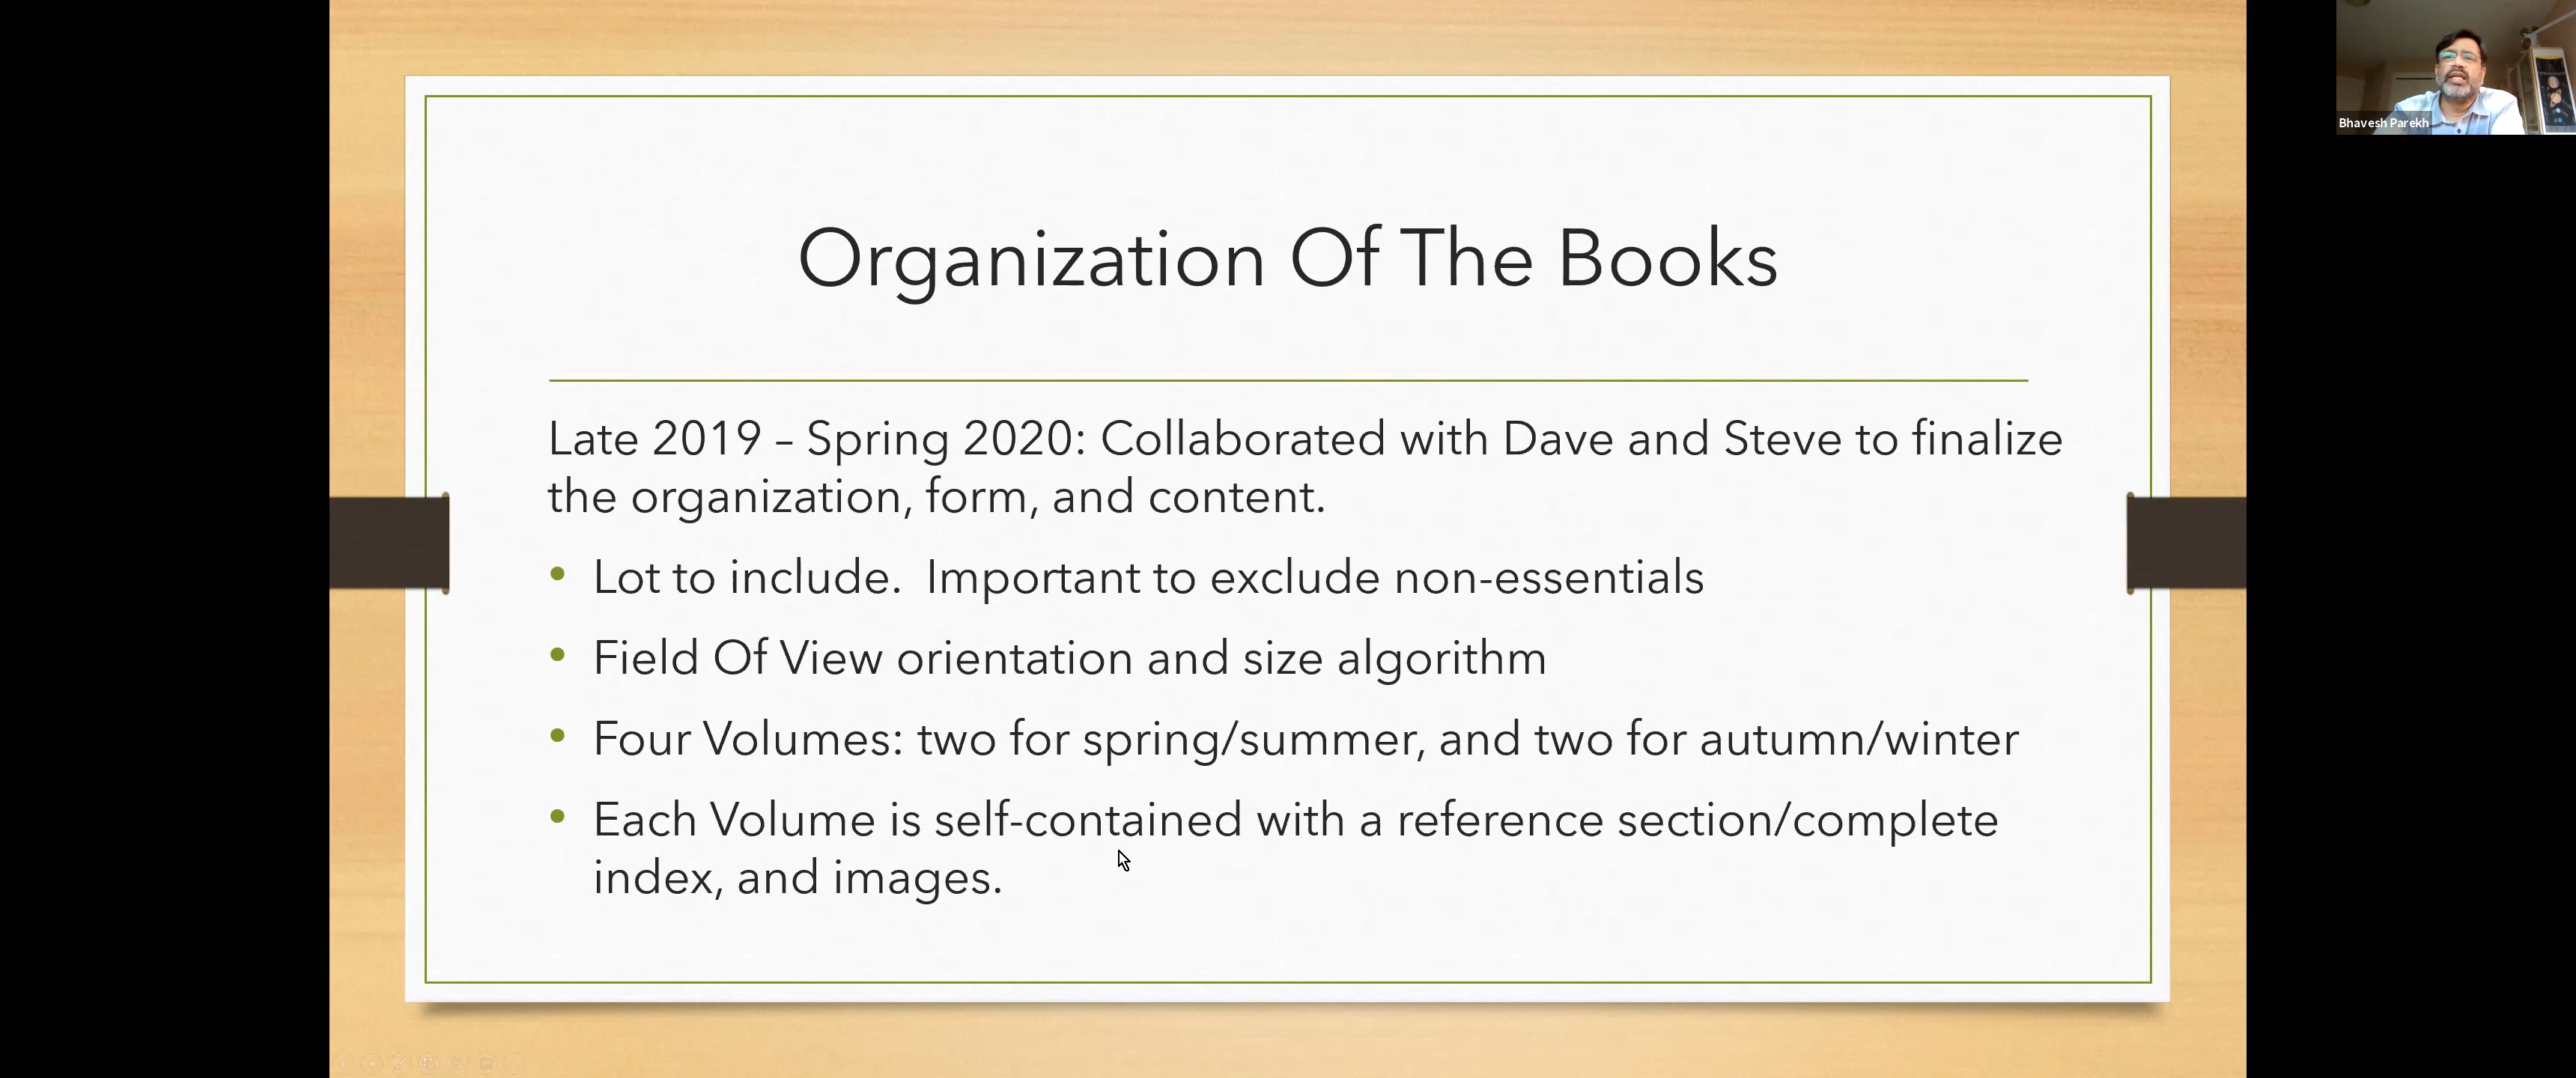 Organization Of The Books
Late 2019 – Spring 2020: Collaborated with Dave and Steve to finalize
the organization, form, and content.
• Lot to include.  Important to exclude non-essentials
• Field Of View orientation and size algorithm
• Four Volumes: two for spring/summer, and two for autumn/winter
• Each Volume is self-contained with a reference section/complete
index, and images.
Bhavesh Parekh